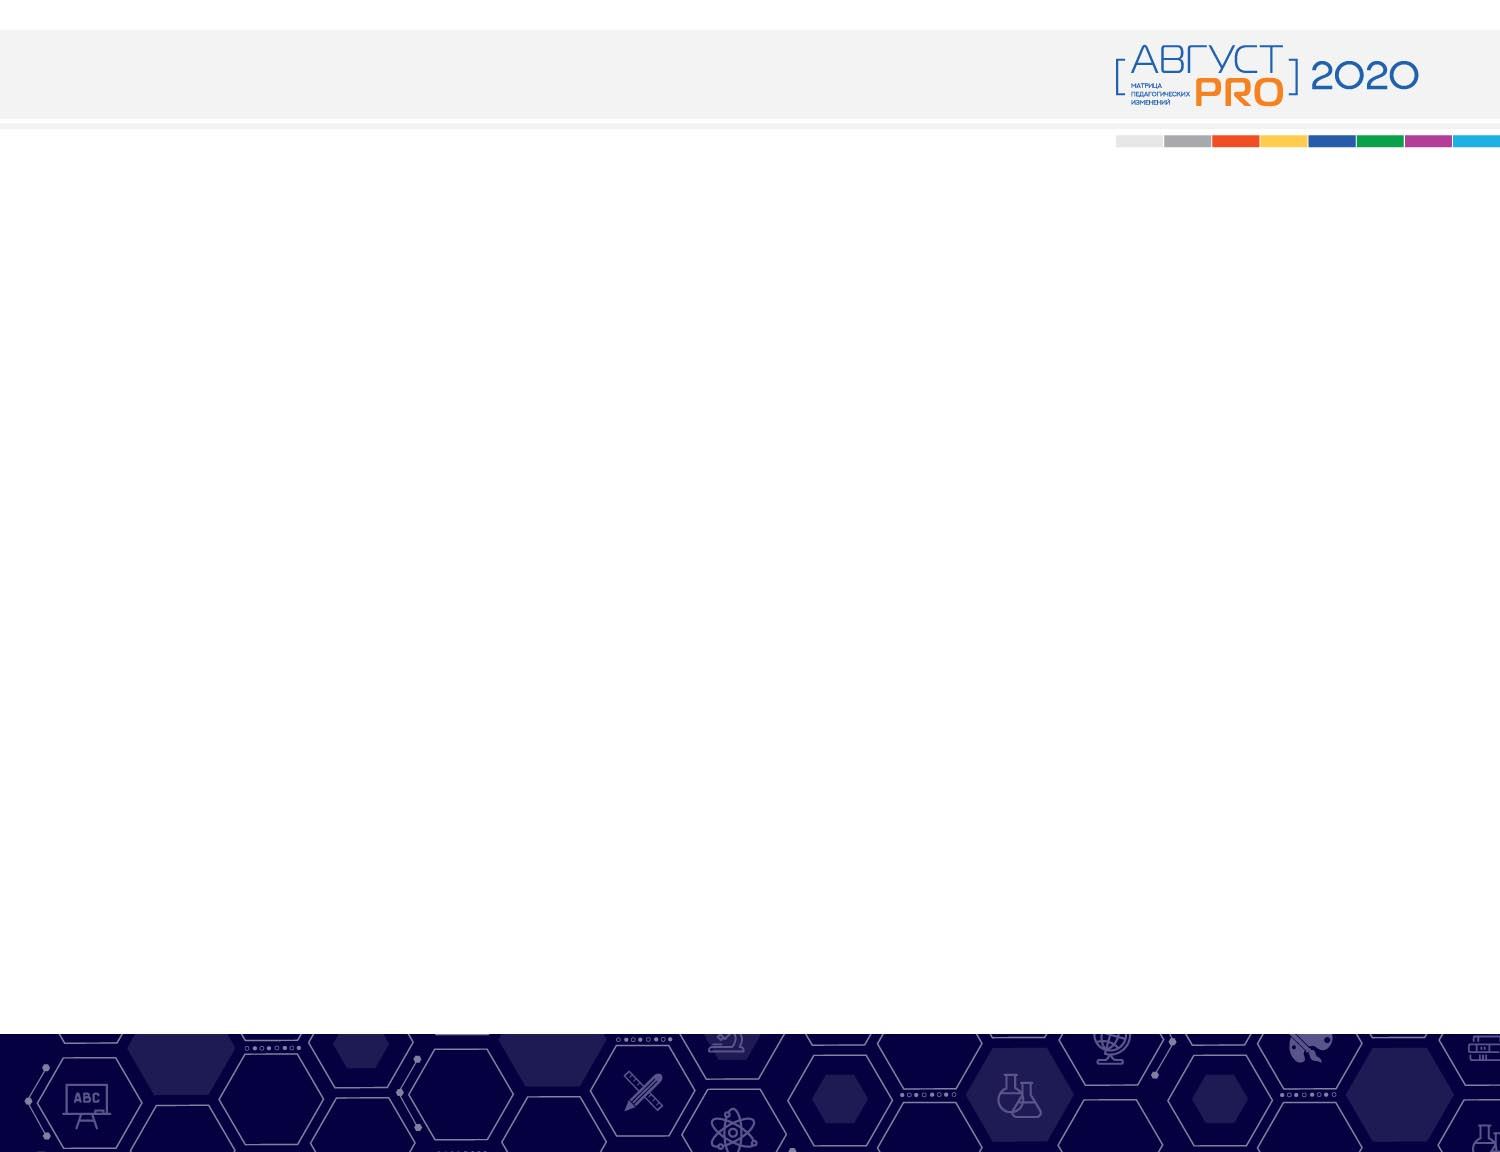 АВГУСТ
PRO
МАТРИЦА
ПЕДАГОГИЧЕСКИХ
ИЗМЕНЕНИЙ
2020
ABC